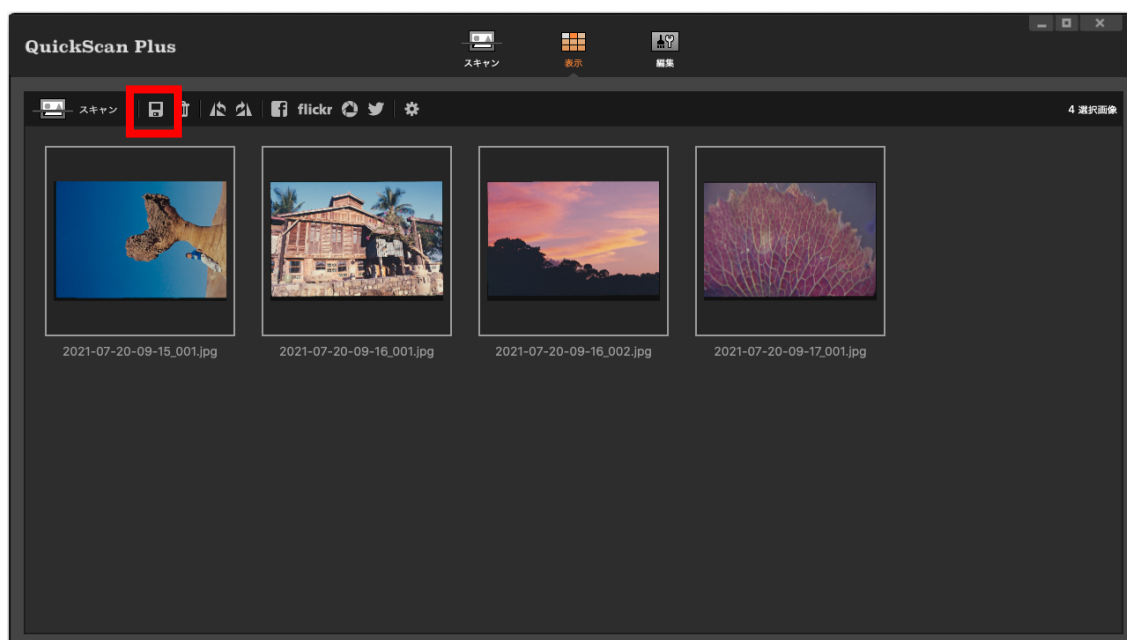 QuickScan Plus
スキャン
表示
編集
スキャン
flickr
4 選択画像
2021-07-20-09-15_001.jpg
2021-07-20-09-16_001.jpg
2021-07-20-09-16_002.jpg
2021-07-20-09-17_001.jpg